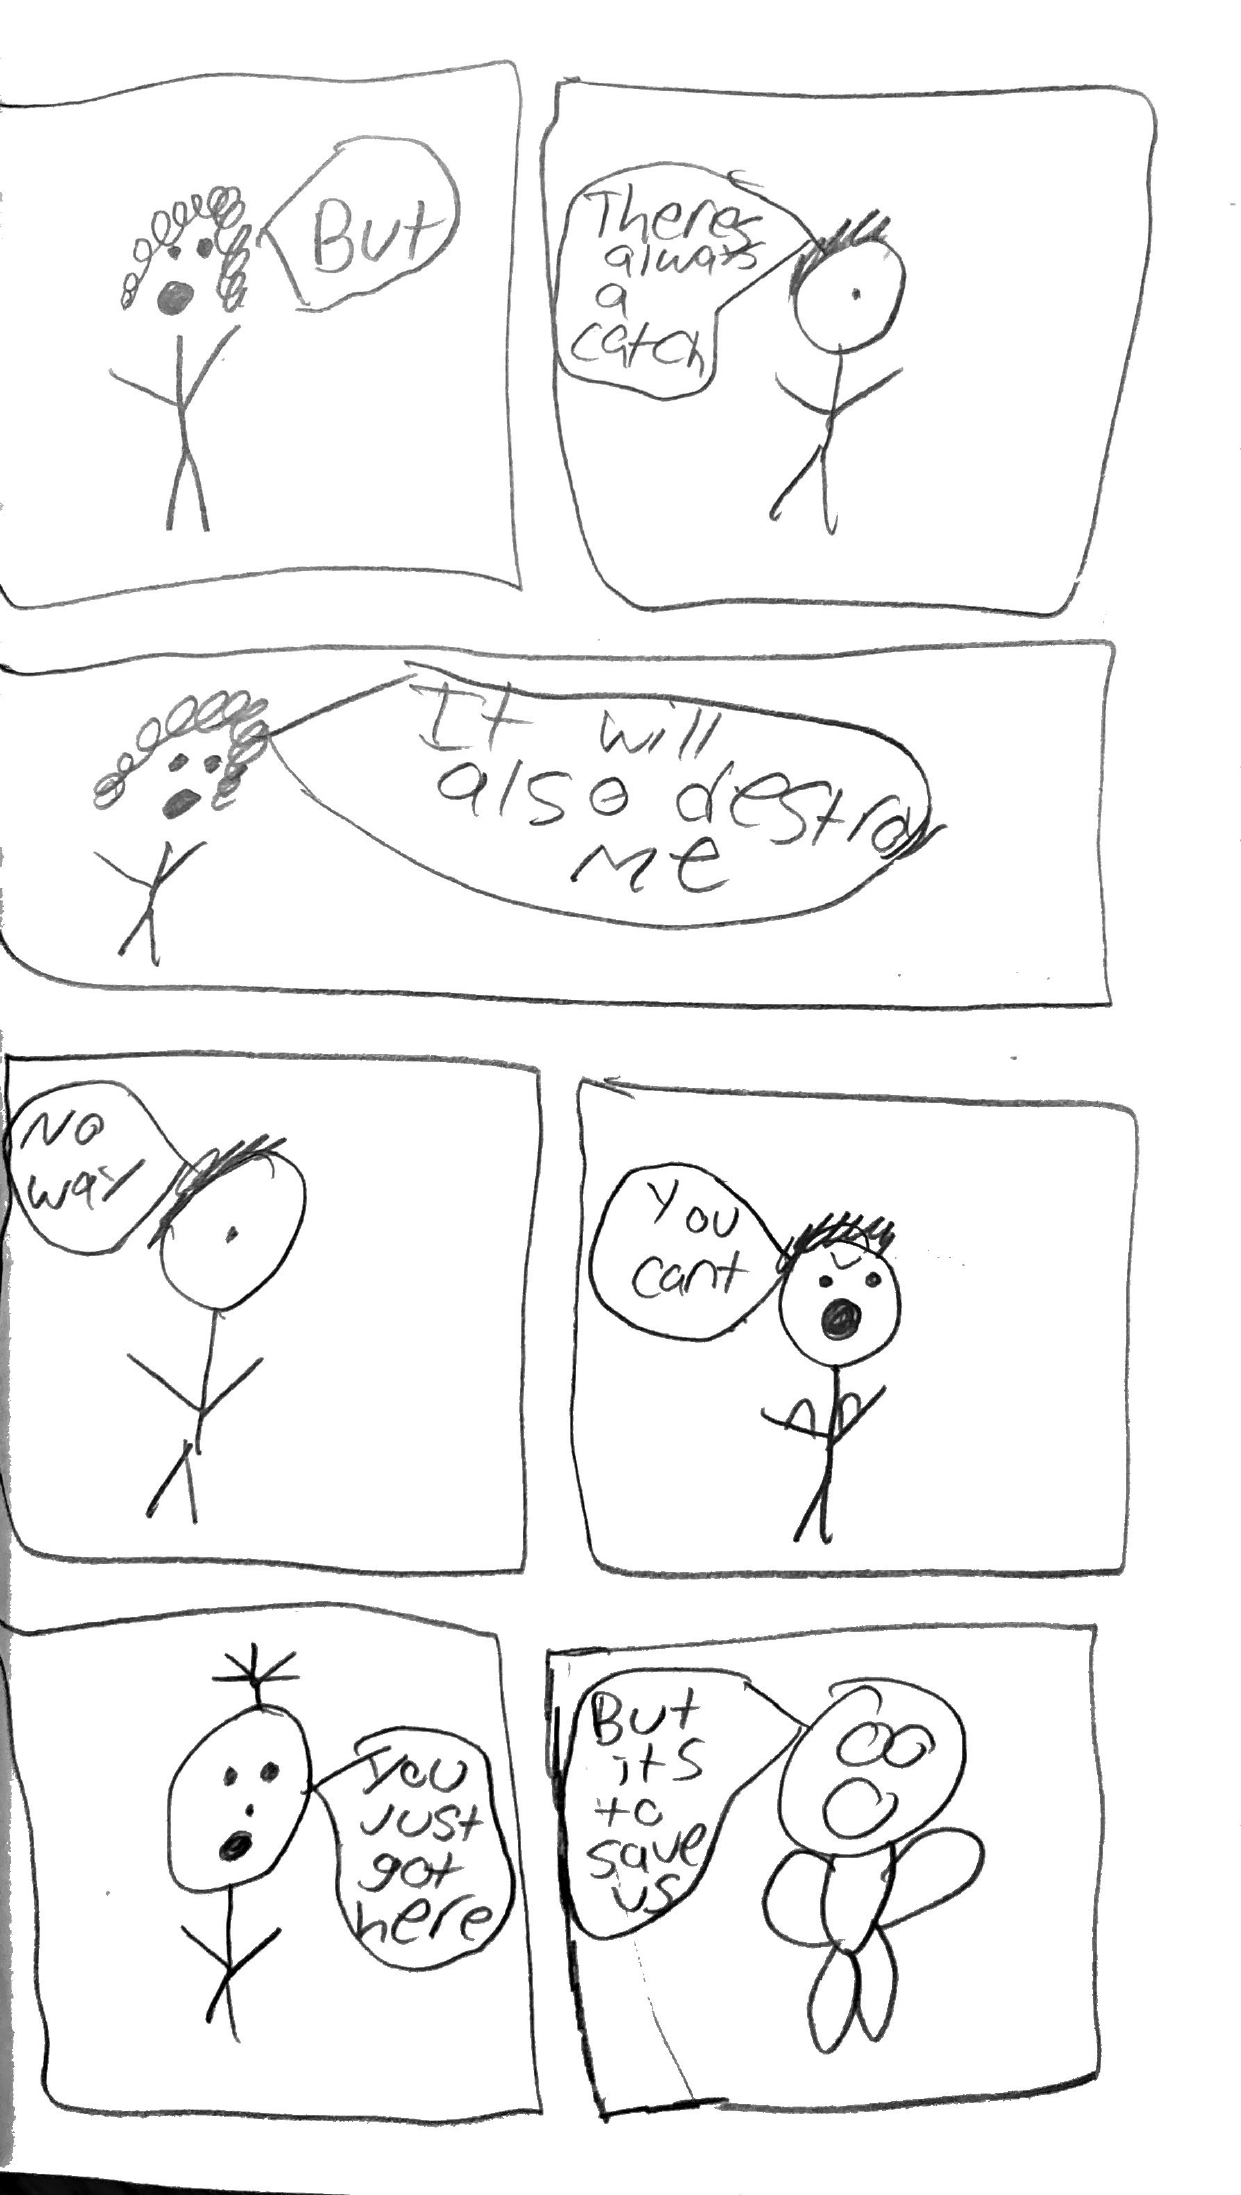 But
Theres
always
a
catch
It will
also destroy
me
No
way
You
cant
You
just
got
here
But
its
to
save
us